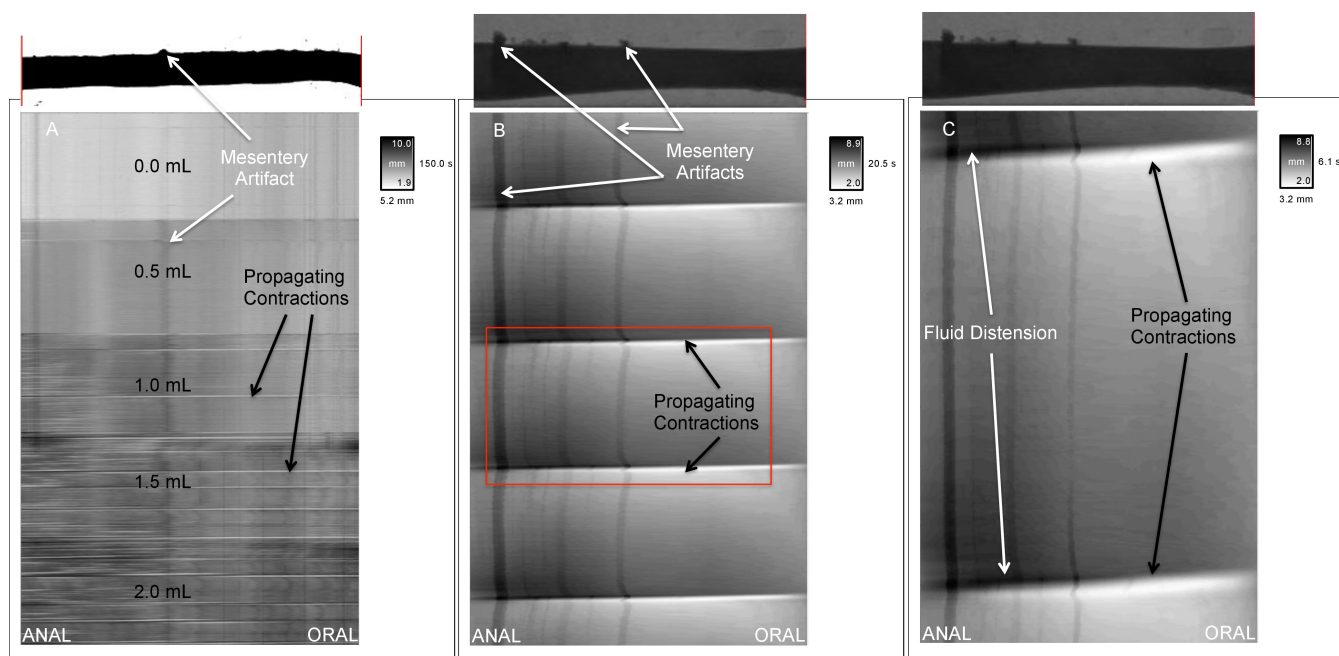 A
0.0 mL
Mesentery
Artifact
0.5 mL
Propagating
Contractions
1.0 mL
1.5 mL
2.0 mL
ANAL
ORAL
10.0
mm
1.9
150.0 s
5.2 mm
B
Mesentery
Artifacts
Propagating
Contractions
ANAL
ORAL
8.9
mm
2.0
20.5 s
3.2 mm
C
Fluid Distension
Propagating
Contractions
ANAL
ORAL
8.8
mm
2.0
6.1 s
3.2 mm